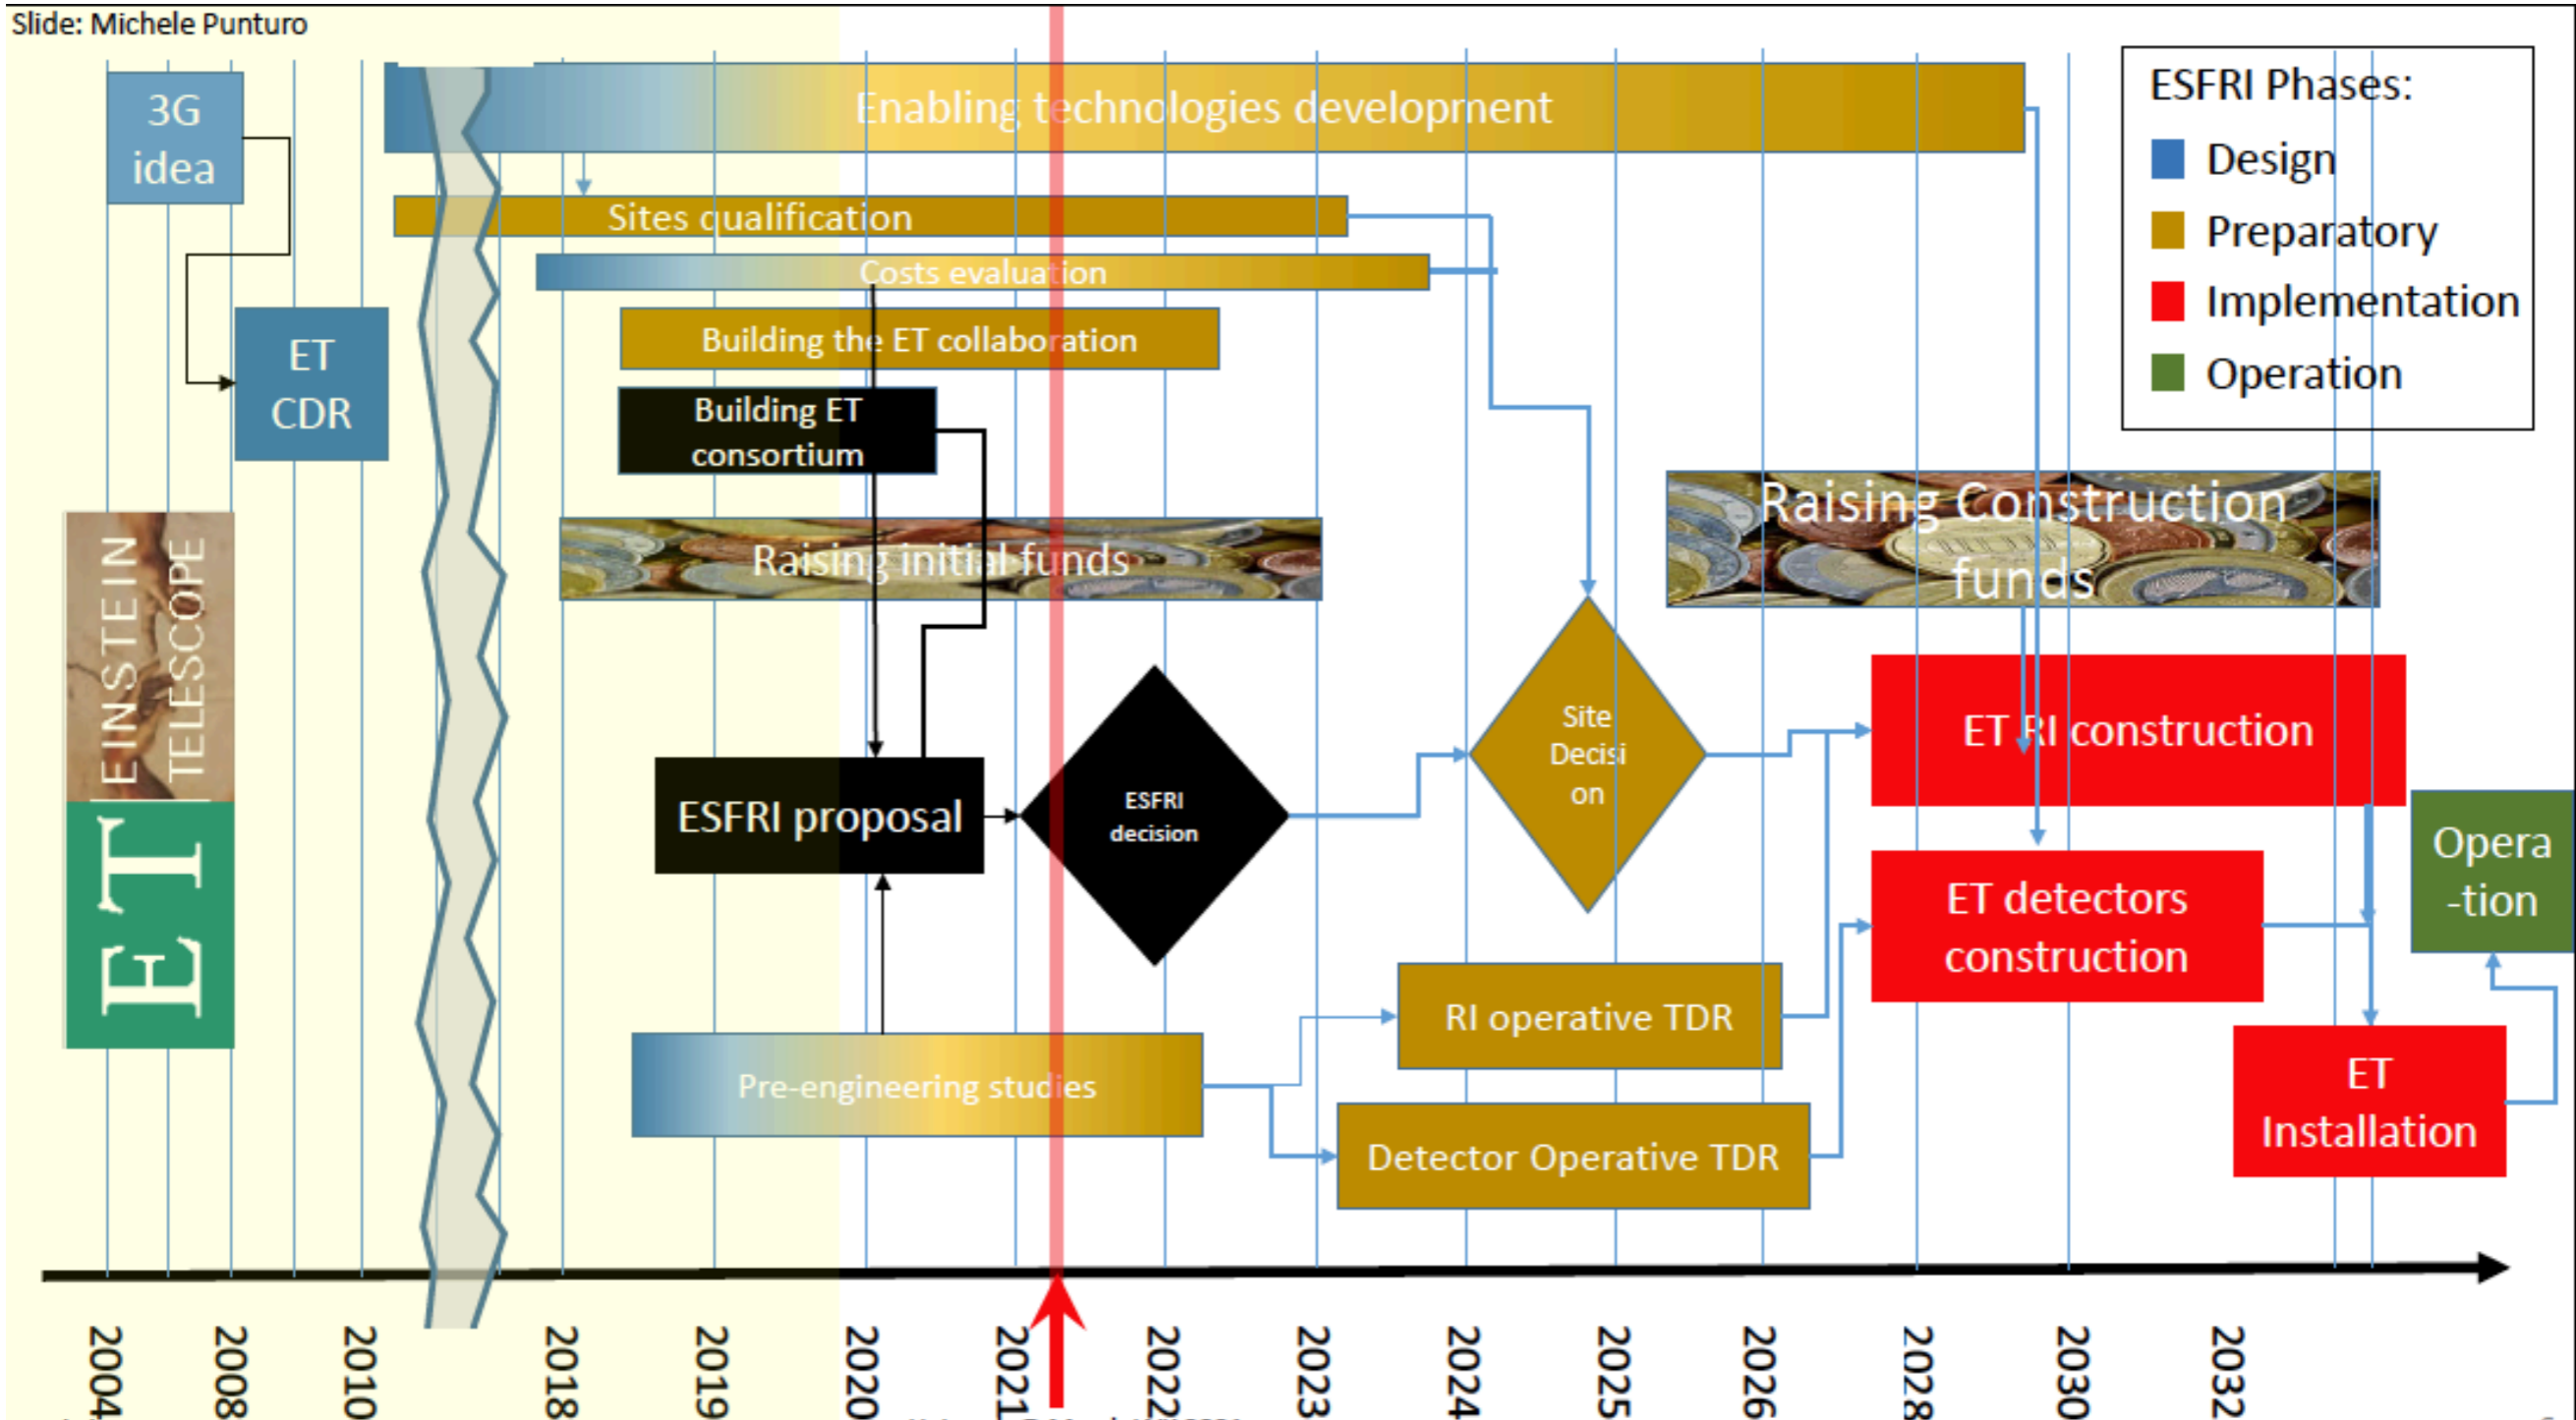 Slide: Michele Punturo
3G
idea
Enabling technologies development
ESFRI Phases:
Design
Preparatory
Implementation
Operation
Sites qualification
Costs evaluation
Building the ET collaboration
ET
CDR
Building ET
consortium
Raising initial funds
Raising Construction
funds
EINSTEIN
TELESCOPE
ET
ESFRI proposal
ESFRI
decision
Site
Decisi
on
ET RI construction
ET detectors
construction
Opera
-tion
RI operative TDR
Pre-engineering studies
Detector Operative TDR
ET
Installation
2004
2008
2010
2018
2019
2020
2021
2022
2023
2024
2025
2026
2028
2030
2032